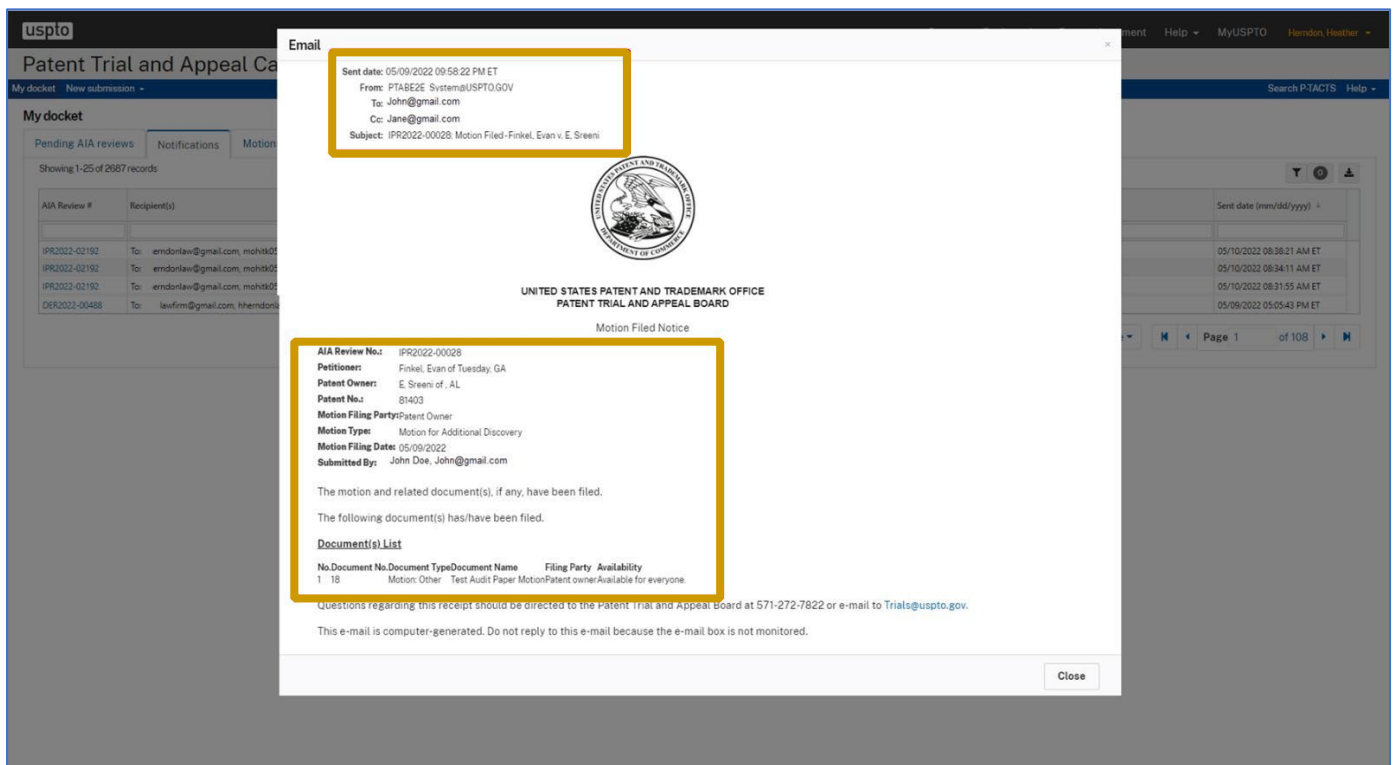 uspto
ment Help MyUSPTO Herndon, Heather
Patent Trial and Appeal Ca
My docket New submission Search P-TACTS Help
My docket
Pending AIA reviews Notifications Motion
Showing 1-25 of 2687 records 0
AIA Review # Recipient(s) Sent date (mm/dd/yyyy)
IPR2022-02192 To: erndonlaw@gmail.com, mohitk05 05/10/2022 08:38:21 AM ET
IPR2022-02192 To: erndonlaw@gmail.com, mohitk05 05/10/2022 08:34:11 AM ET
IPR2022-02192 To: erndonlaw@gmail.com, mohitk05 05/10/2022 08:31:55 AM ET
DER2022-00488 To: lawfirm@gmail.com, hherndonla 05/09/2022 05:05:43 PM ET
Page 1 of 108
Email ×
Sent date: 05/09/2022 09:58:22 PM ET
From: PTABE2E System@USPTO.GOV
To: John@gmail.com
Cc: Jane@gmail.com
Subject: IPR2022-00028: Motion Filed-Finkel, Evan v. E, Sreeni
UNITED STATES PATENT AND TRADEMARK OFFICE
DEPARTMENT OF COMMERCE
UNITED STATES PATENT AND TRADEMARK OFFICE
PATENT TRIAL AND APPEAL BOARD
Motion Filed Notice
AIA Review No.: IPR2022-00028
Petitioner: Finkel, Evan of Tuesday, GA
Patent Owner: E, Sreeni of , AL
Patent No.: 81403
Motion Filing Party: Patent Owner
Motion Type: Motion for Additional Discovery
Motion Filing Date: 05/09/2022
Submitted By: John Doe, John@gmail.com
The motion and related document(s), if any, have been filed.
The following document(s) has/have been filed.
Document(s) List
No. Document No. Document Type Document Name Filing Party Availability
1 18 Motion: Other Test Audit Paper Motion Patent owner Available for everyone.
Questions regarding this receipt should be directed to the Patent Trial and Appeal Board at 571-272-7822 or e-mail to Trials@uspto.gov.
This e-mail is computer-generated. Do not reply to this e-mail because the e-mail box is not monitored.
Close